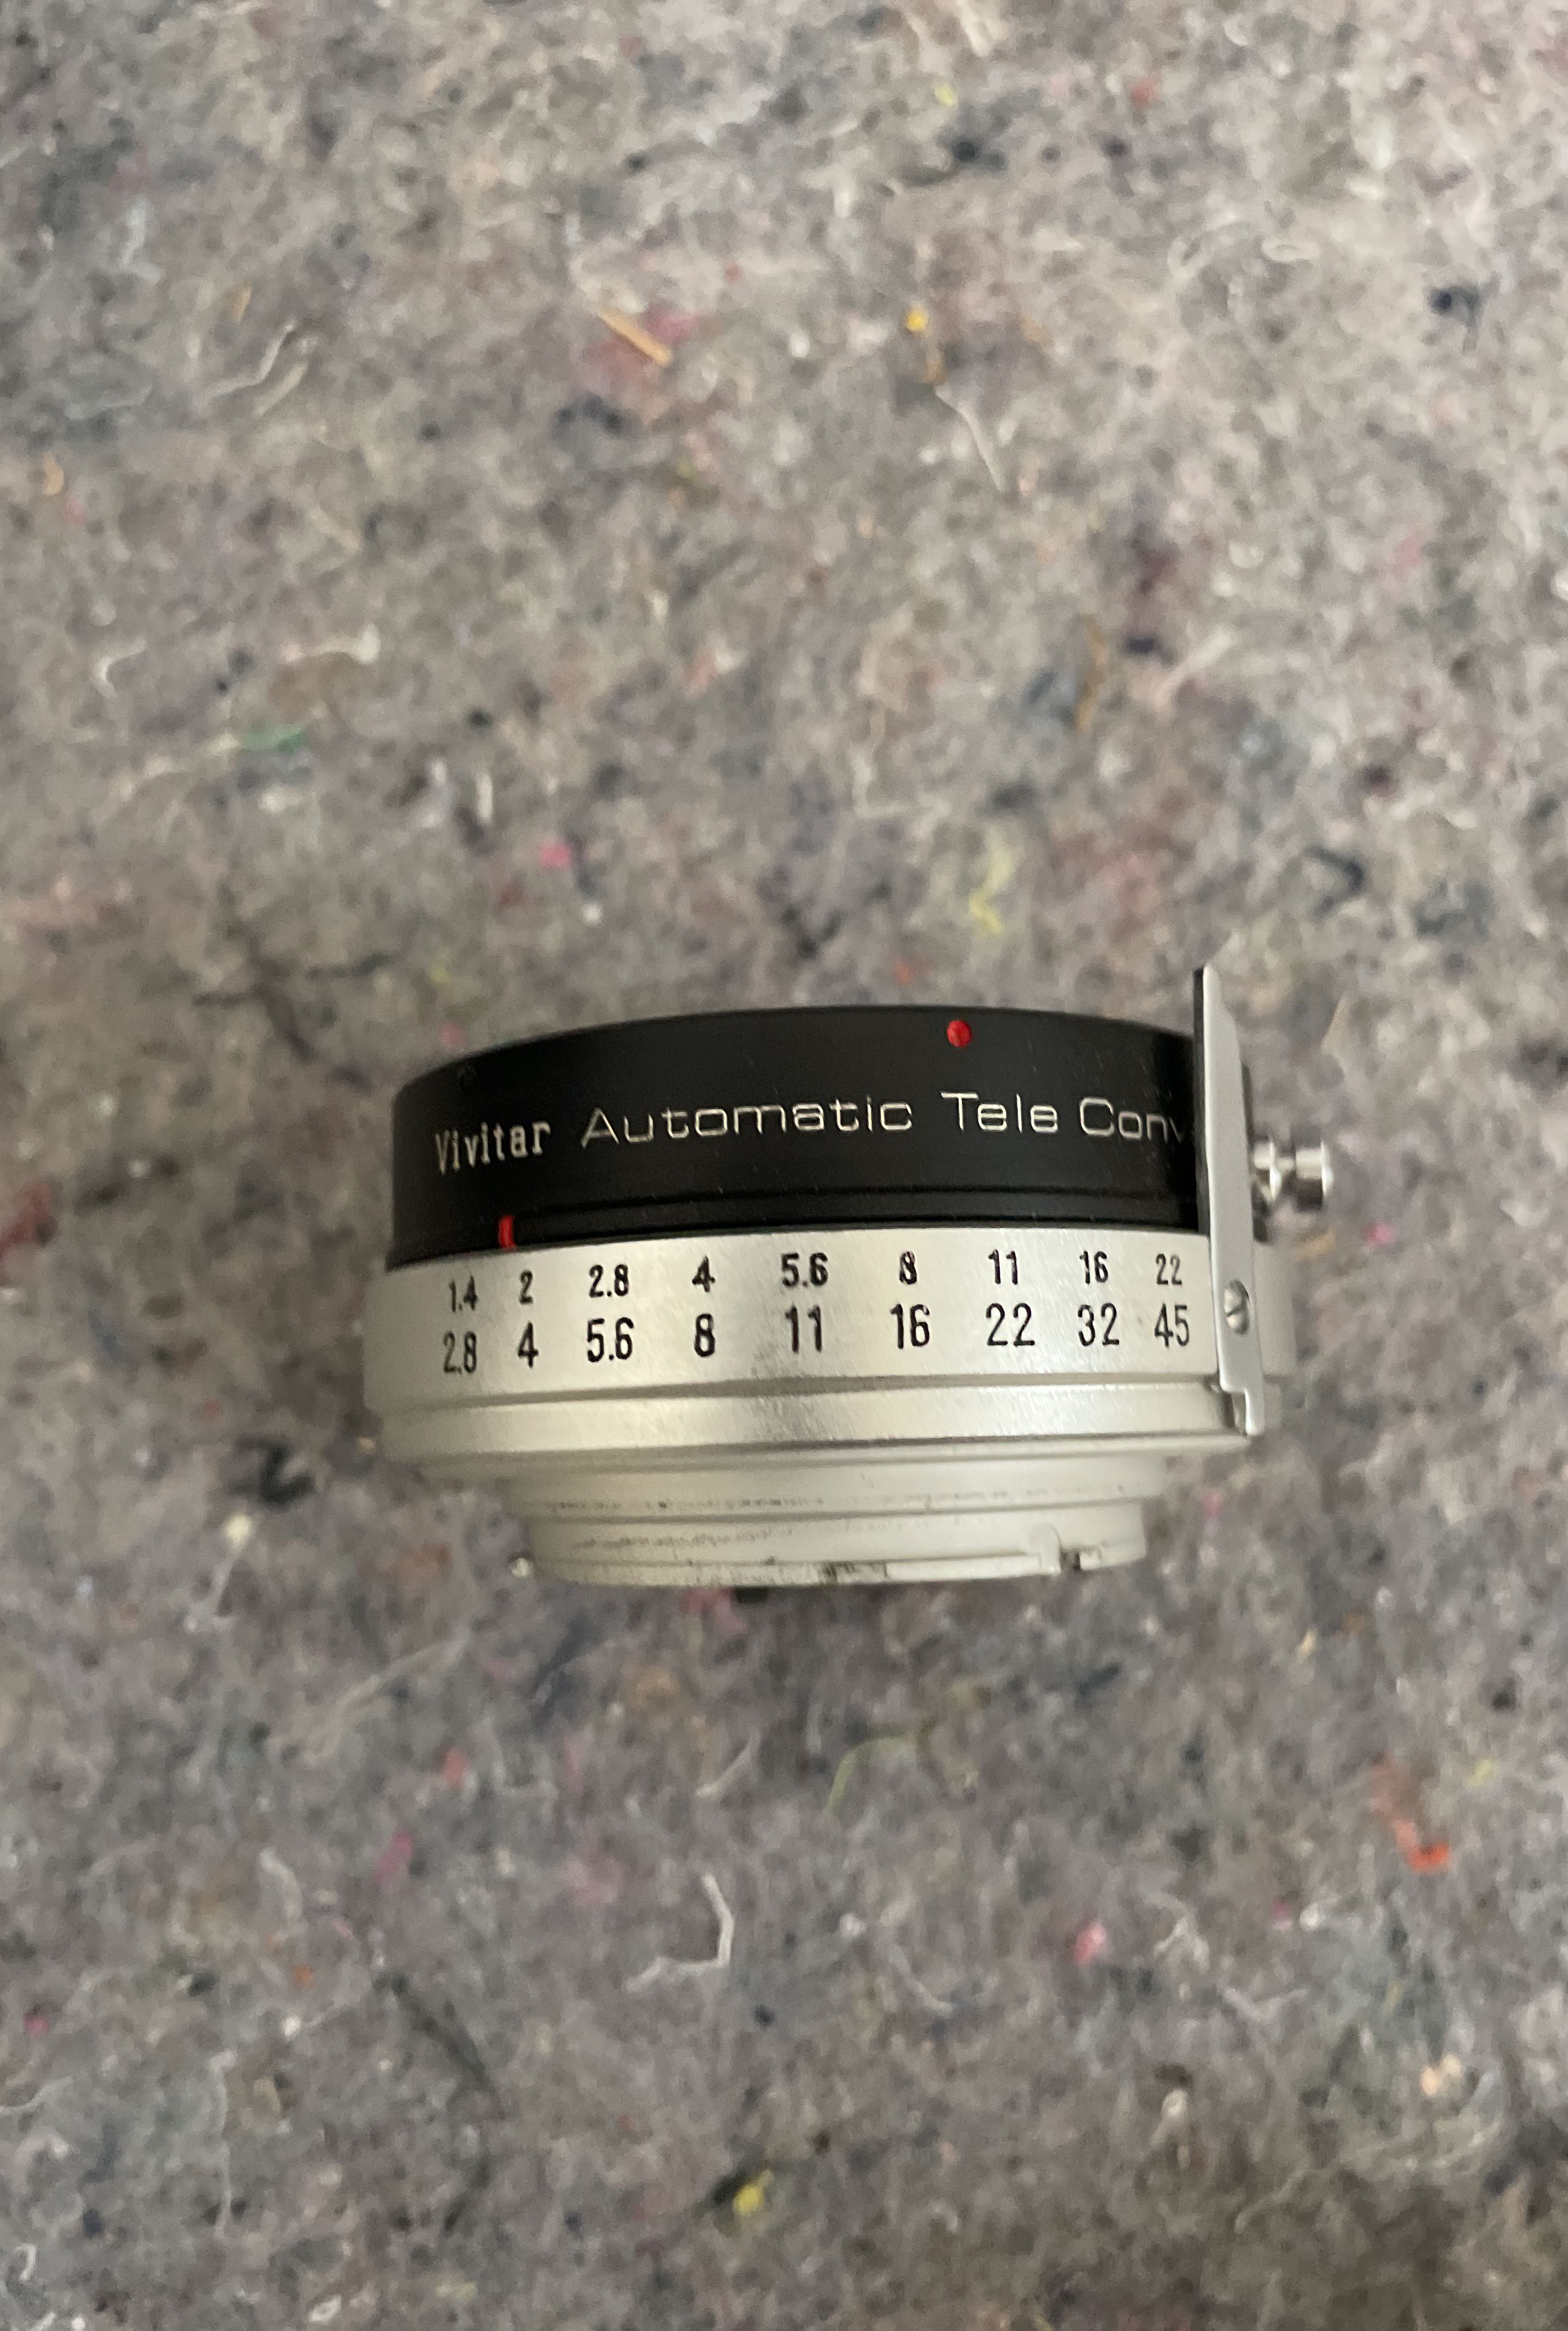 Vivitar Automatic Tele Conv
1.4 2 2.8 4 5.6 8 11 16 22
2.8 4 5.6 8 11 16 22 32 45